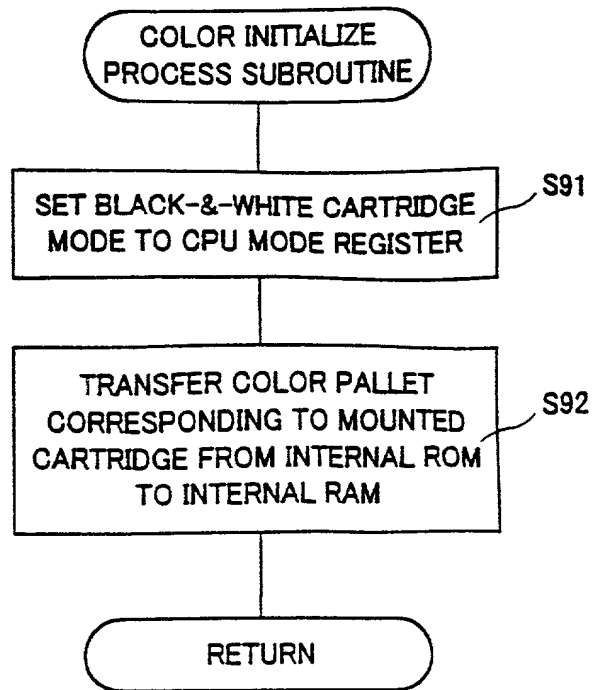 COLOR INITIALIZE
PROCESS SUBROUTINE
SET BLACK-&-WHITE CARTRIDGE
MODE TO CPU MODE REGISTER
S91
TRANSFER COLOR PALLET
CORRESPONDING TO MOUNTED
CARTRIDGE FROM INTERNAL ROM
TO INTERNAL RAM
S92
RETURN